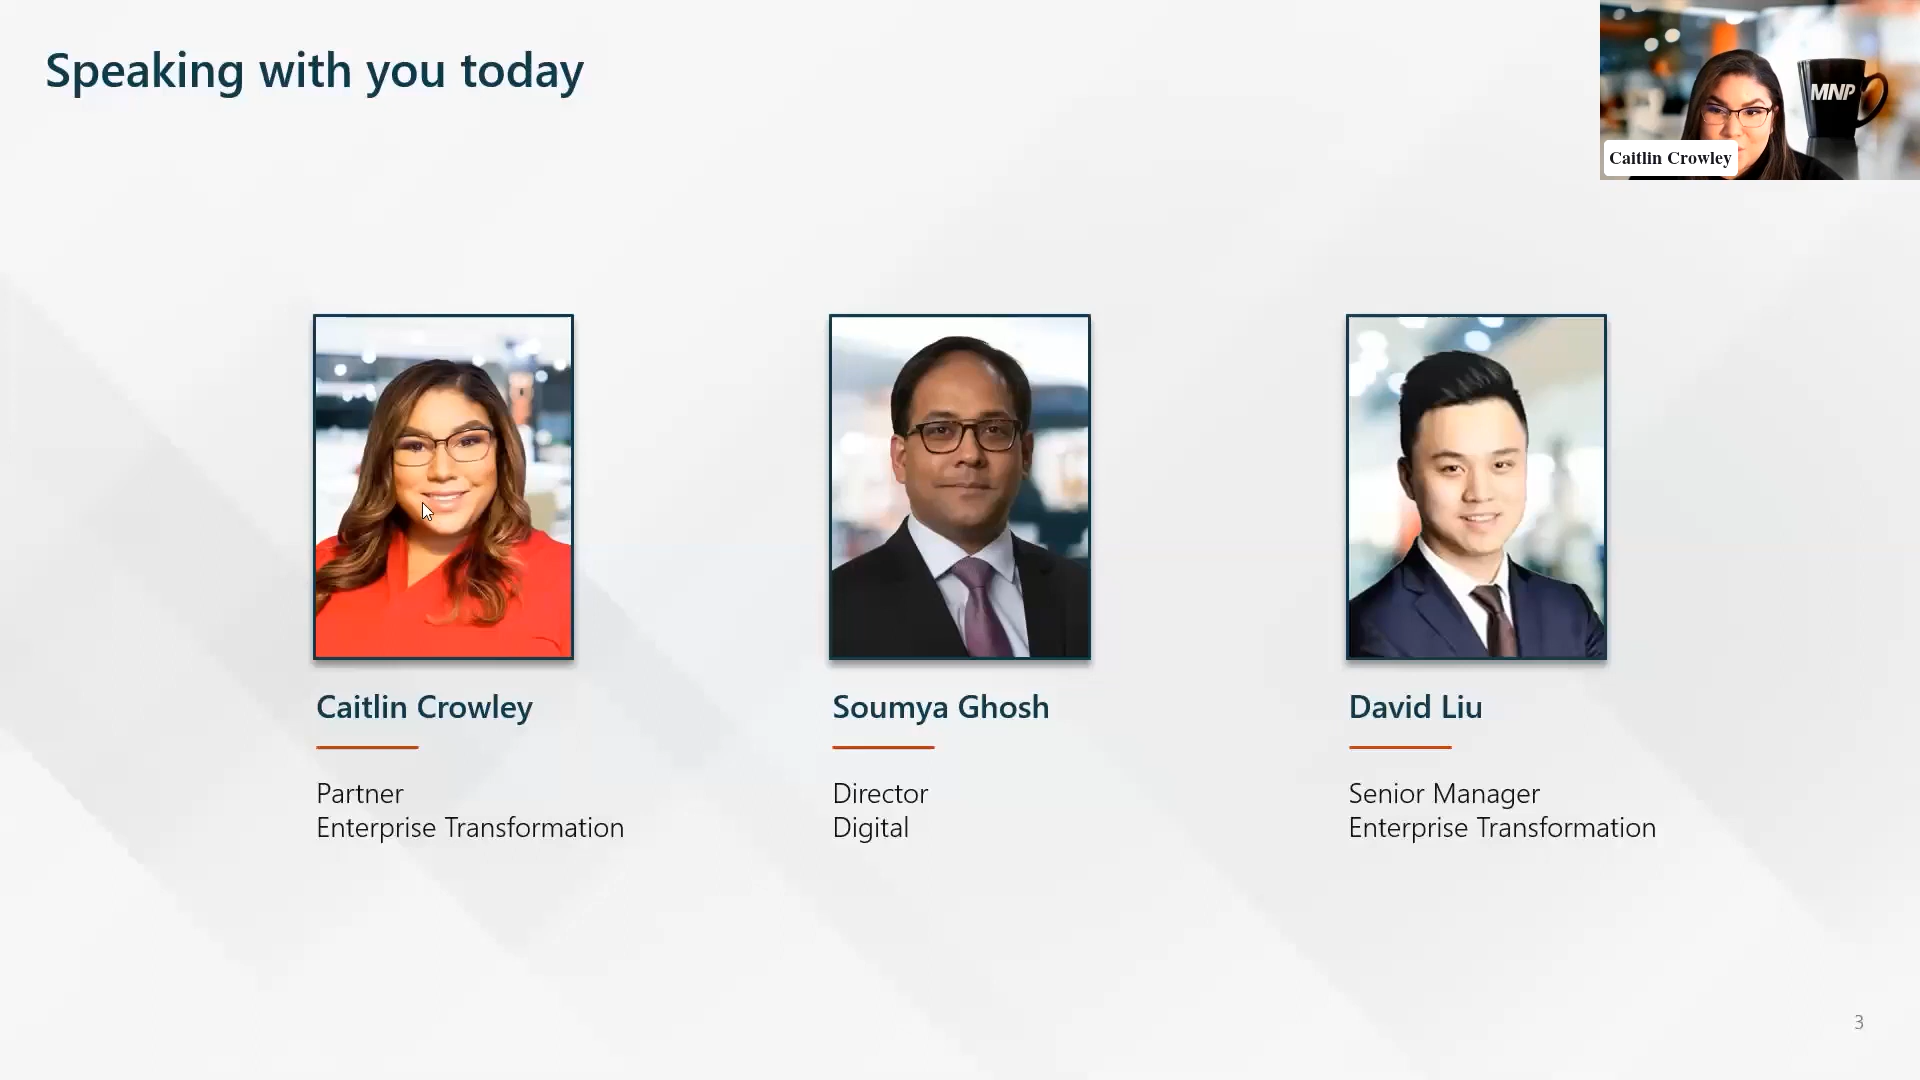 Speaking with you today
MNP
Caitlin Crowley
Caitlin Crowley
Partner
Enterprise Transformation
Soumya Ghosh
Director
Digital
David Liu
Senior Manager
Enterprise Transformation
3